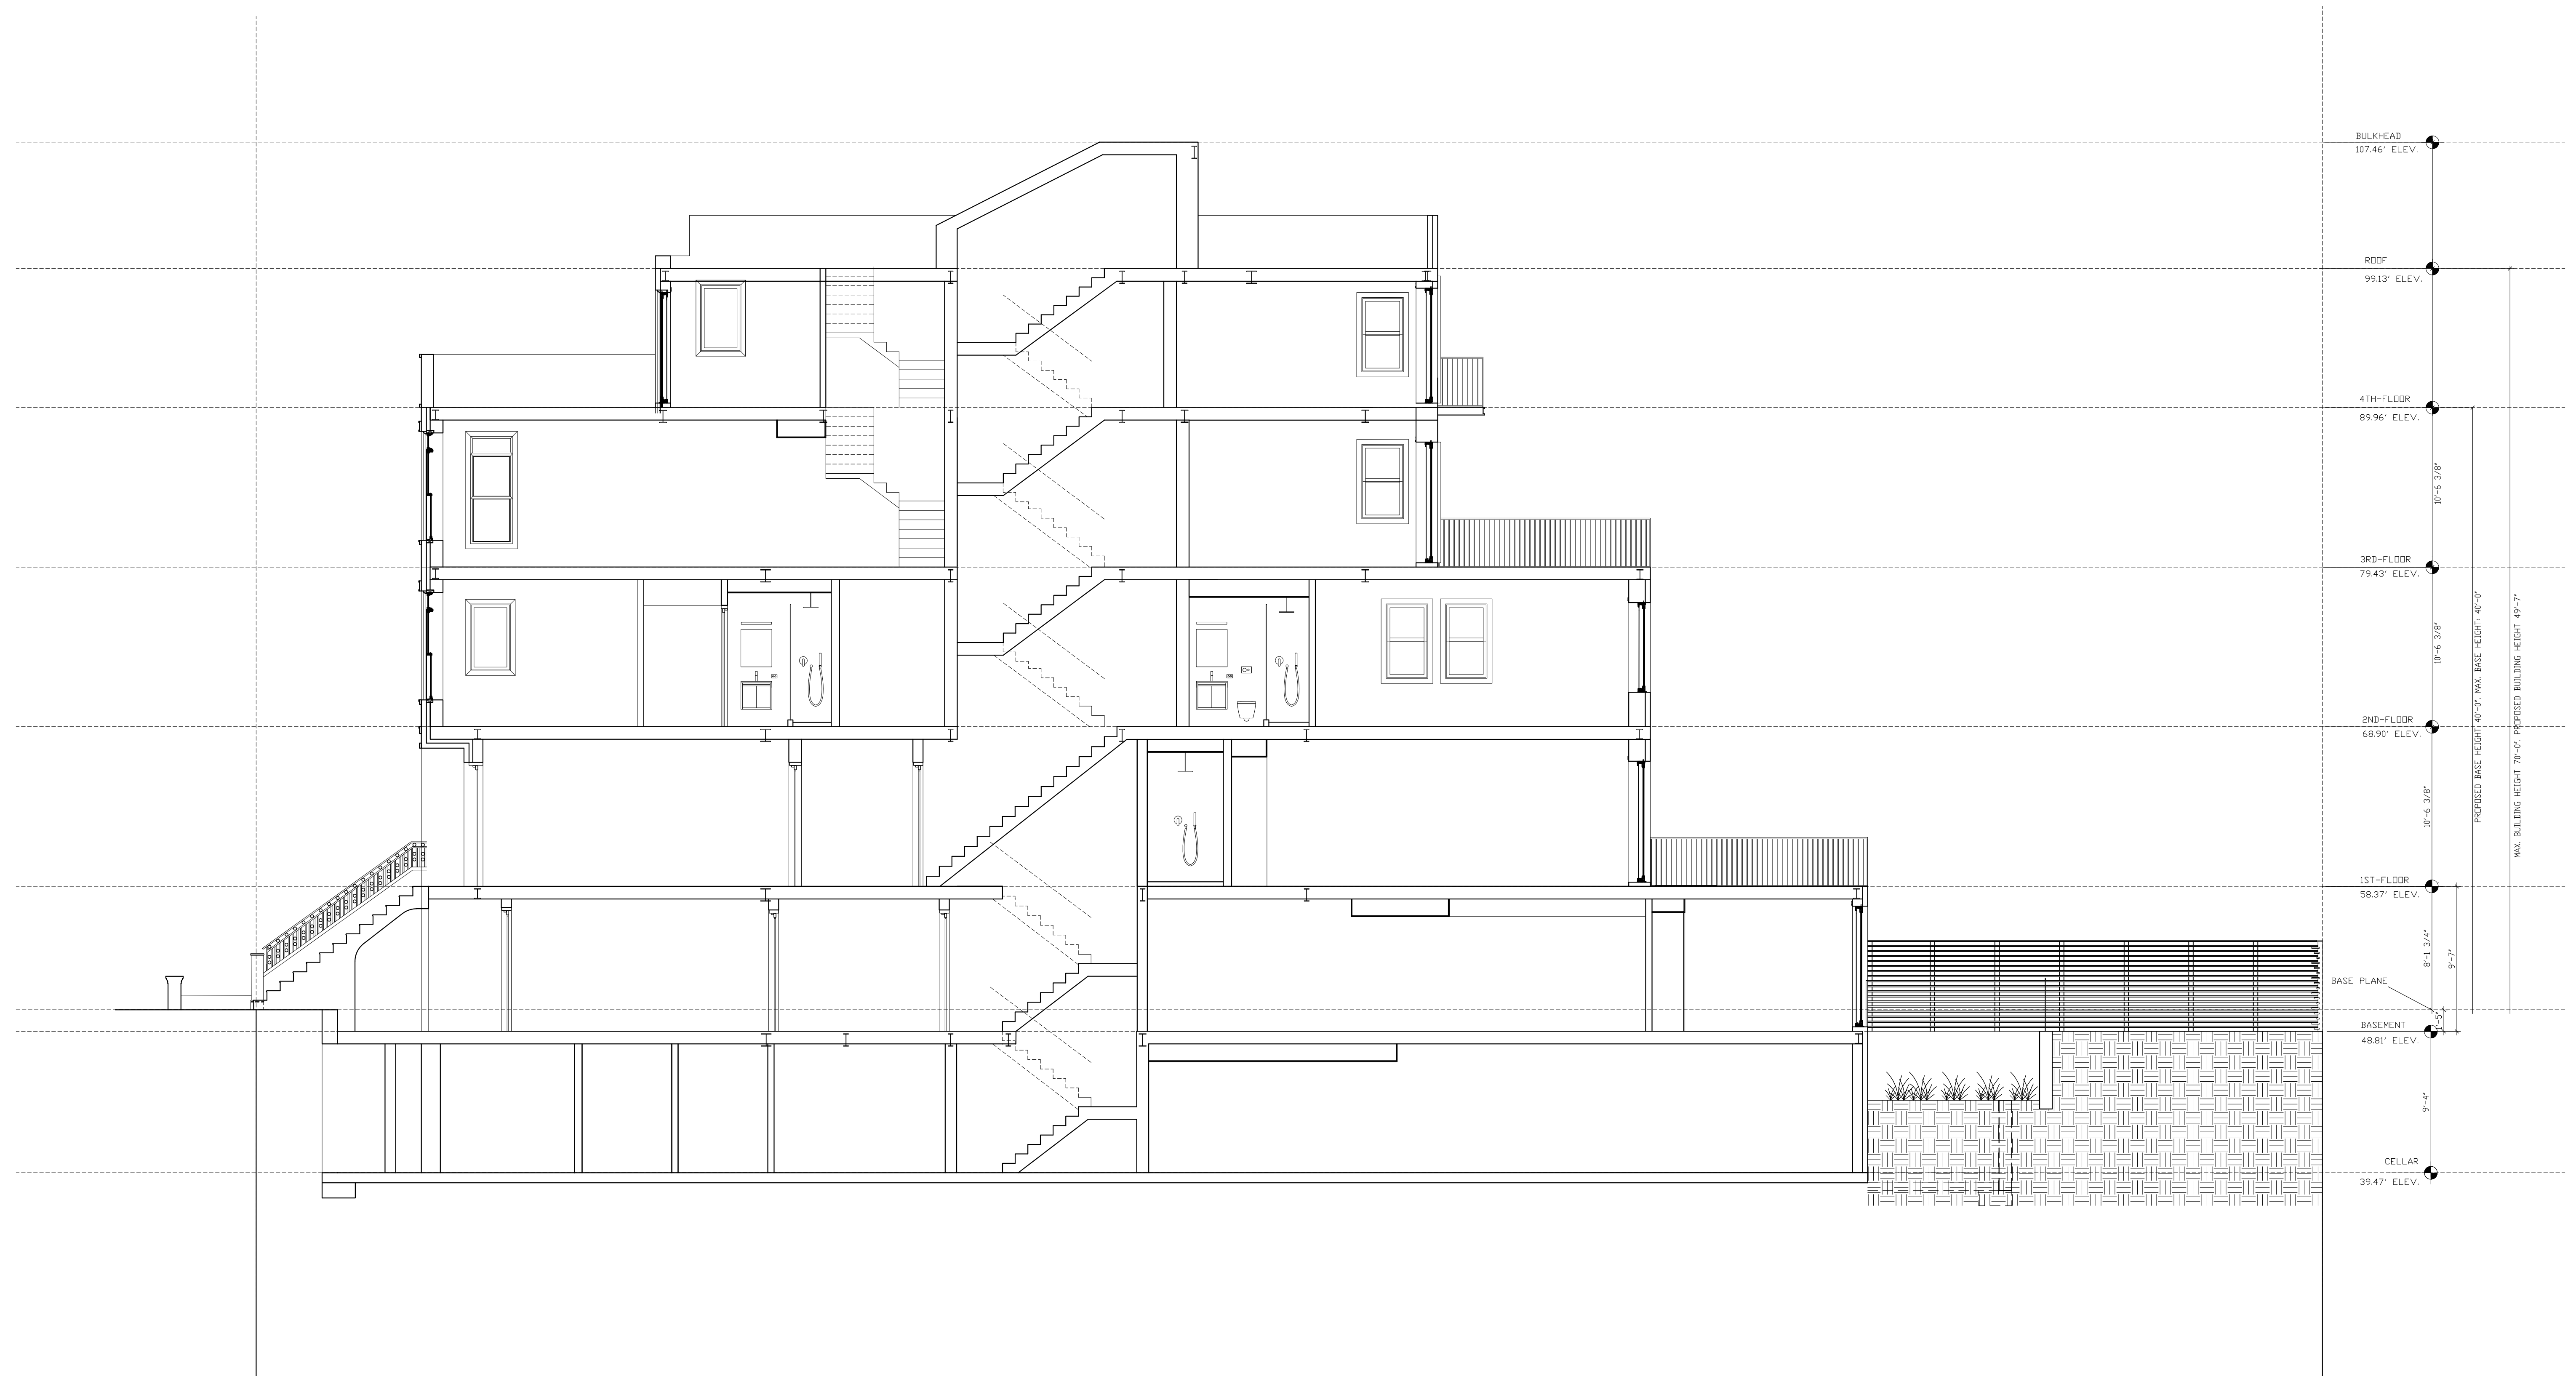 BULKHEAD
107.46' ELEV.
ROOF
99.13' ELEV.
4TH-FLOOR
89.96' ELEV.
10'-6 3/8"
3RD-FLOOR
79.43' ELEV.
10'-6 3/8"
2ND-FLOOR
68.90' ELEV.
10'-6 3/8"
1ST-FLOOR
58.37' ELEV.
8'-1 3/4"
9'-7"
BASE PLANE
1'-5"
BASEMENT
48.81' ELEV.
9'-4"
CELLAR
39.47' ELEV.
PROPOSED BASE HEIGHT: 40'-0". MAX. BASE HEIGHT: 40'-0"
MAX. BUILDING HEIGHT 70'-0". PROPOSED BUILDING HEIGHT 49'-7"